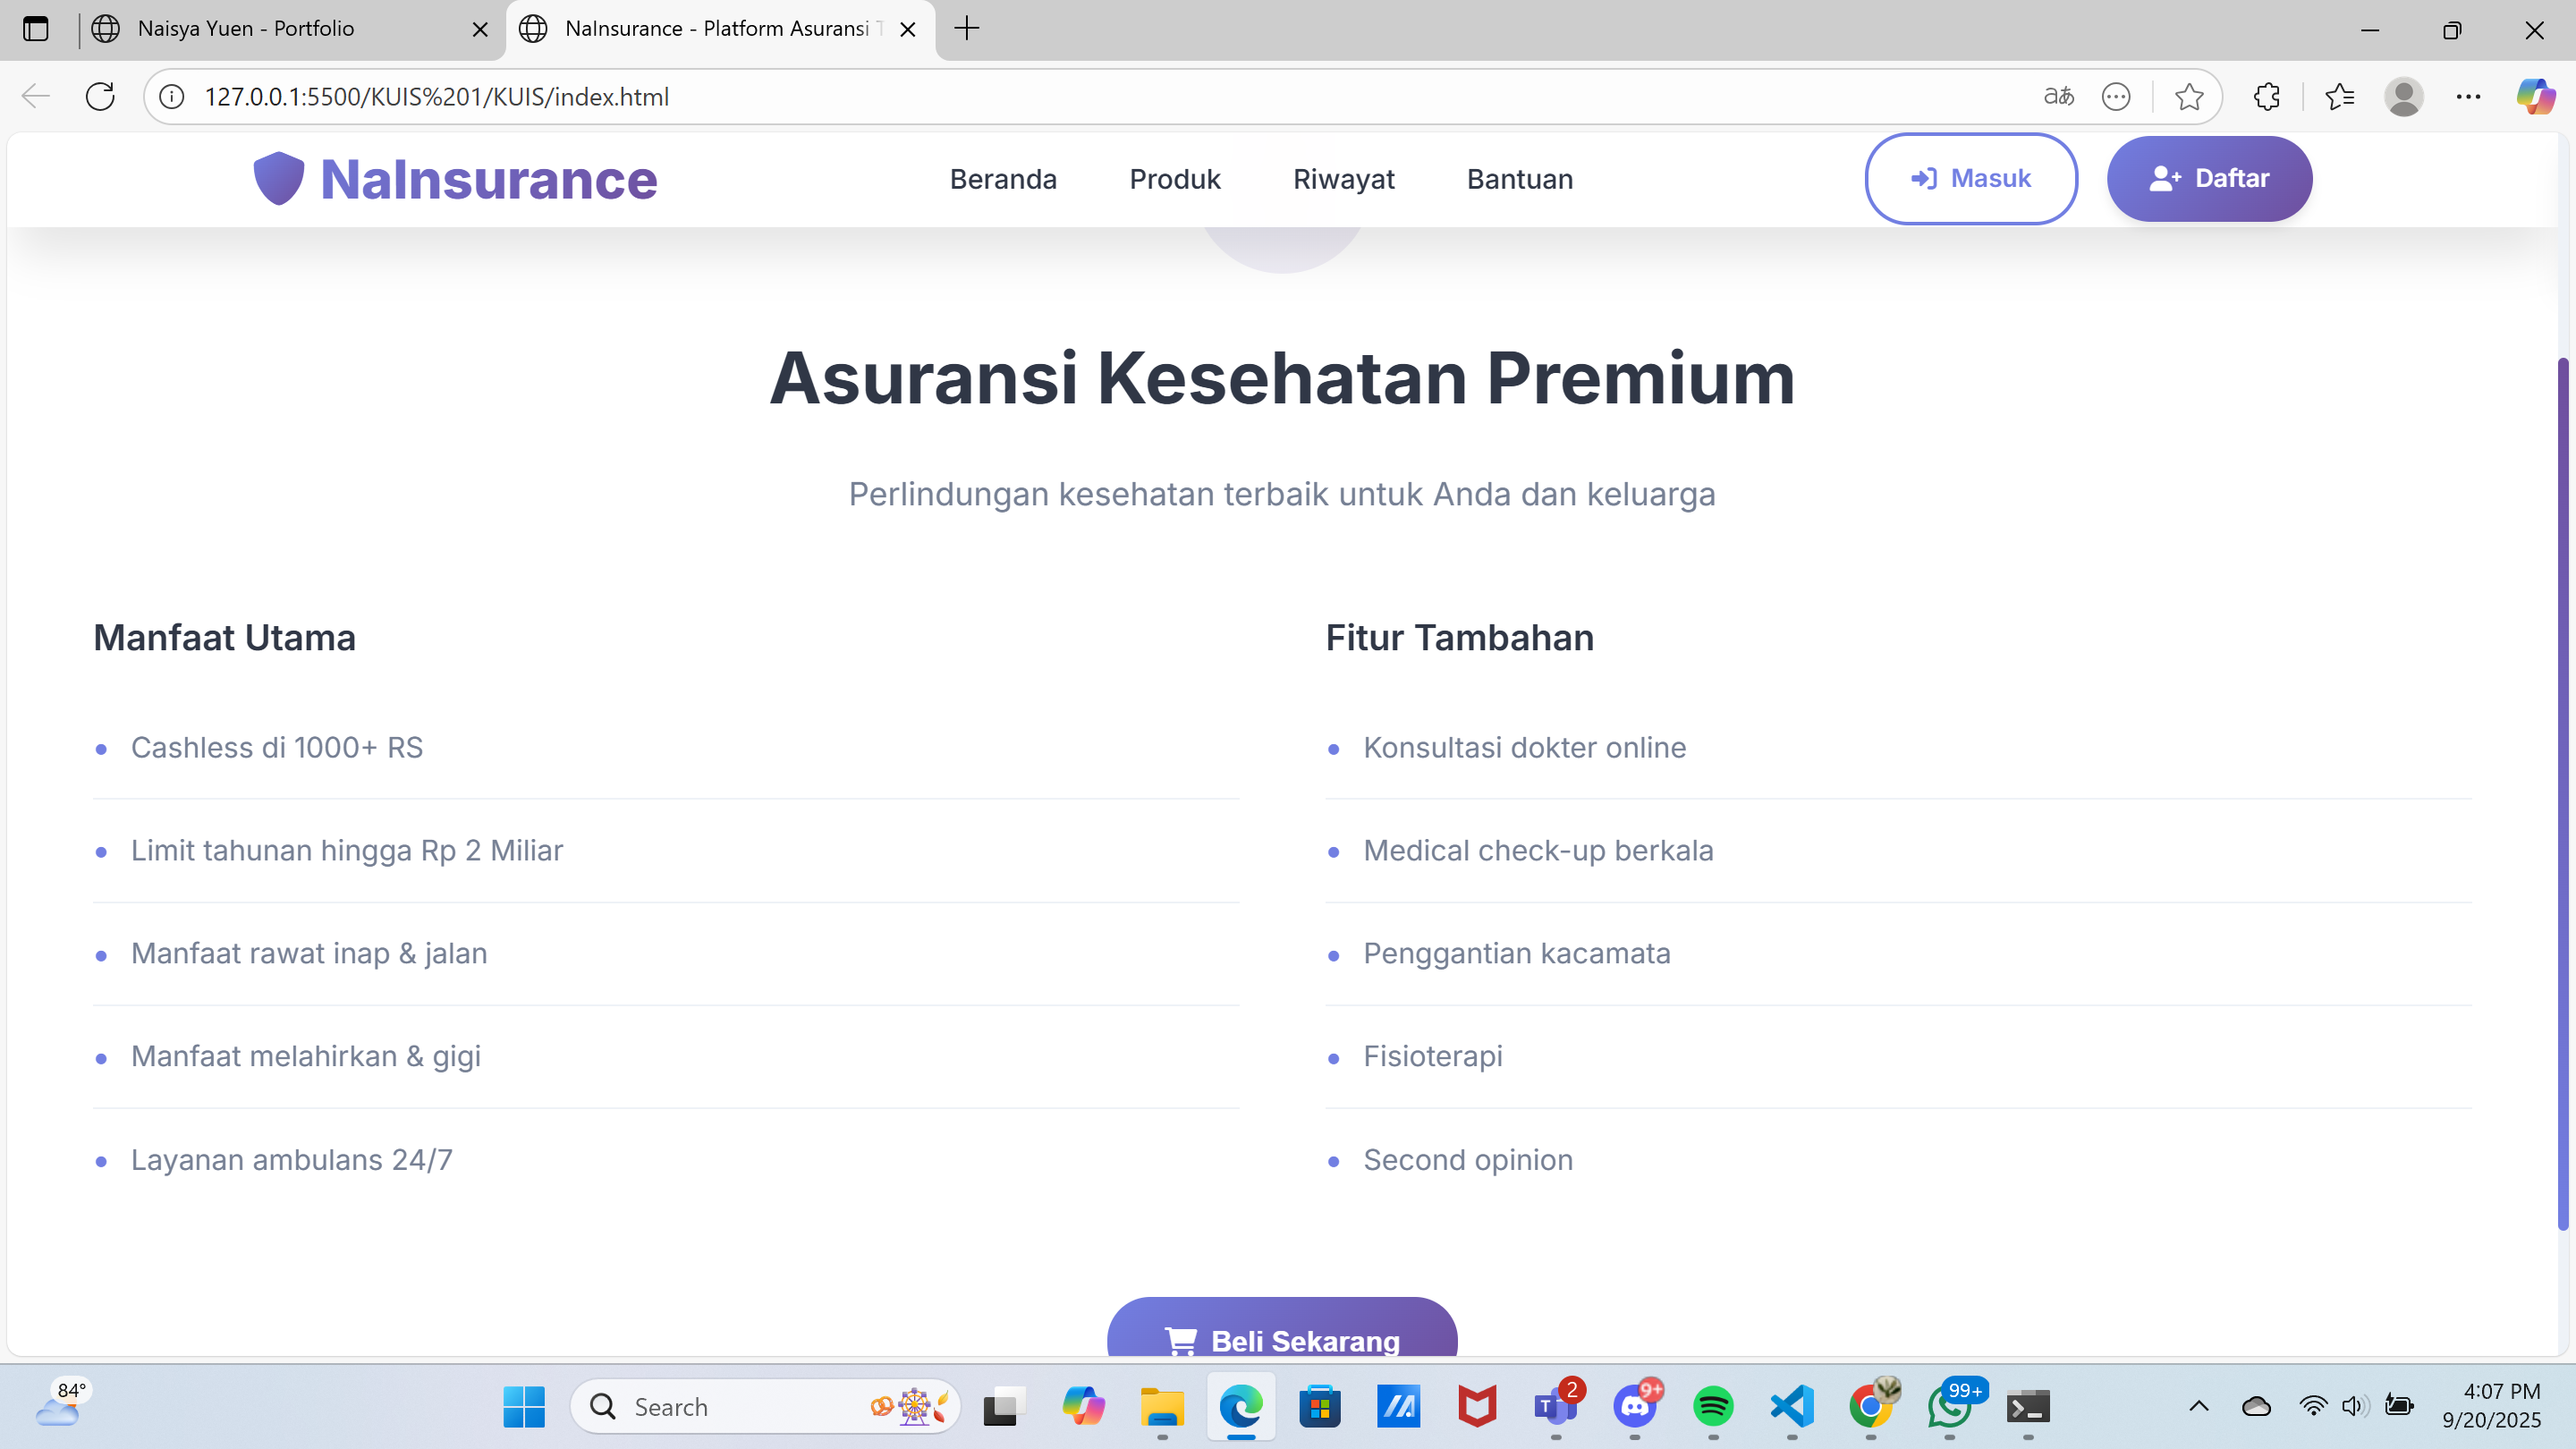 Naisya Yuen - Portfolio
NaInsurance - Platform Asuransi T
127.0.0.1:5500/KUIS%201/KUIS/index.html
aあ
NaInsurance
Beranda
Produk
Riwayat
Bantuan
Masuk
Daftar
Asuransi Kesehatan Premium
Perlindungan kesehatan terbaik untuk Anda dan keluarga
Manfaat Utama
Cashless di 1000+ RS
Limit tahunan hingga Rp 2 Miliar
Manfaat rawat inap & jalan
Manfaat melahirkan & gigi
Layanan ambulans 24/7
Fitur Tambahan
Konsultasi dokter online
Medical check-up berkala
Penggantian kacamata
Fisioterapi
Second opinion
Beli Sekarang
84°
Search
T
2
9+
99+
4:07 PM
9/20/2025